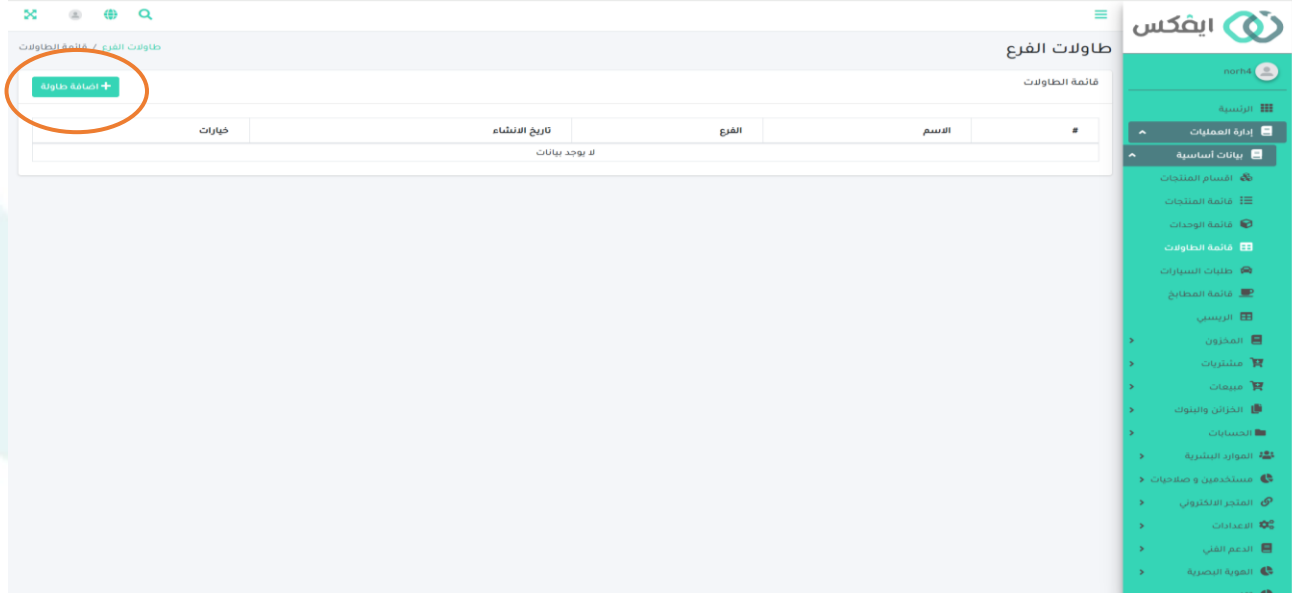 ايفكس
norh4
الرئسية
إدارة العمليات
بيانات أساسية
اقسام المنتجات
قائمة المنتجات
قائمة الوحدات
قائمة الطاولات
طلبات السيارات
قائمة المطابخ
الريسبي
المخزون
مشتريات
مبيعات
الخزائن والبنوك
الحسابات
الموارد البشرية
مستخدمين و صلاحيات
المتجر الالكتروني
الاعدادات
الدعم الفني
الهوية البصرية
طاولات الفرع
طاولات الفرع / قائمة الطاولات
قائمة الطاولات
+ اضافة طاولة
# الاسم الفرع تاريخ الانشاء خيارات
لا يوجد بيانات